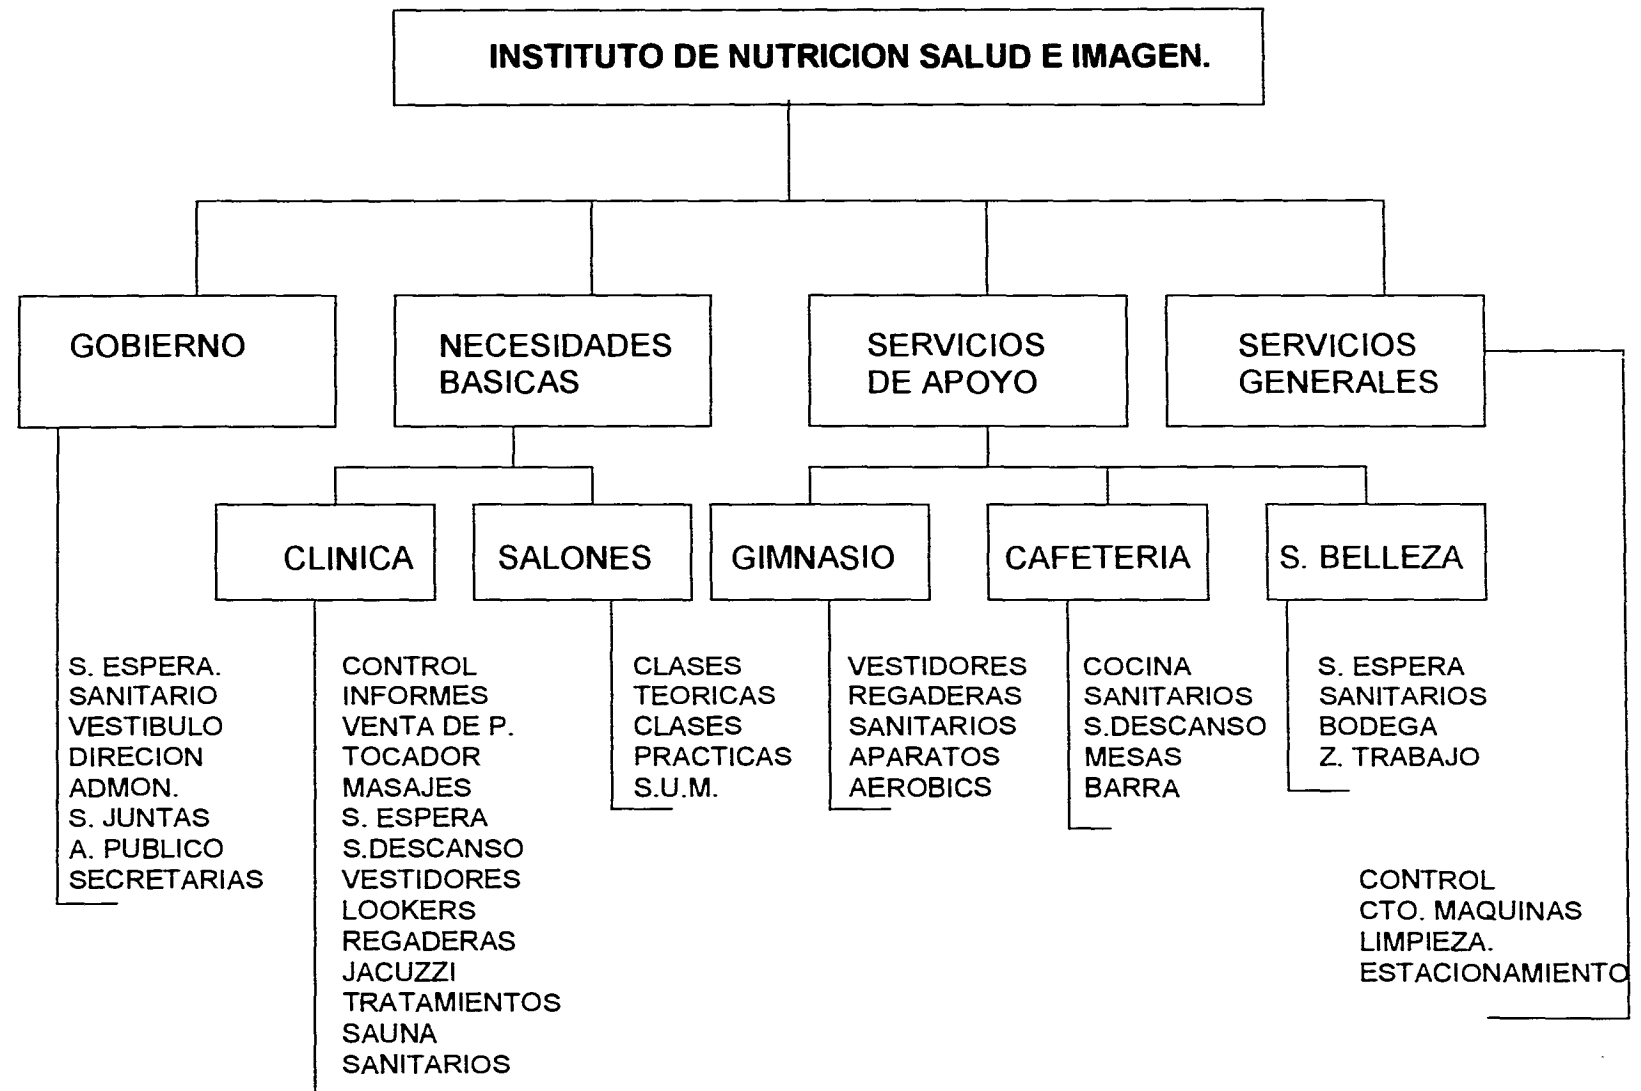 INSTITUTO DE NUTRICION SALUD E IMAGEN.
GOBIERNO
NECESIDADES
BASICAS
SERVICIOS
DE APOYO
SERVICIOS
GENERALES
CLINICA
SALONES
GIMNASIO
CAFETERIA
S. BELLEZA
S. ESPERA.
SANITARIO
VESTIBULO
DIRECION
ADMON.
S. JUNTAS
A. PUBLICO
SECRETARIAS
CONTROL
INFORMES
VENTA DE P.
TOCADOR
MASAJES
S. ESPERA
S.DESCANSO
VESTIDORES
LOOKERS
REGADERAS
JACUZZI
TRATAMIENTOS
SAUNA
SANITARIOS
CLASES
TEORICAS
CLASES
PRACTICAS
S.U.M.
VESTIDORES
REGADERAS
SANITARIOS
APARATOS
AEROBICS
COCINA
SANITARIOS
S.DESCANSO
MESAS
BARRA
S. ESPERA
SANITARIOS
BODEGA
Z. TRABAJO
CONTROL
CTO. MAQUINAS
LIMPIEZA.
ESTACIONAMIENTO